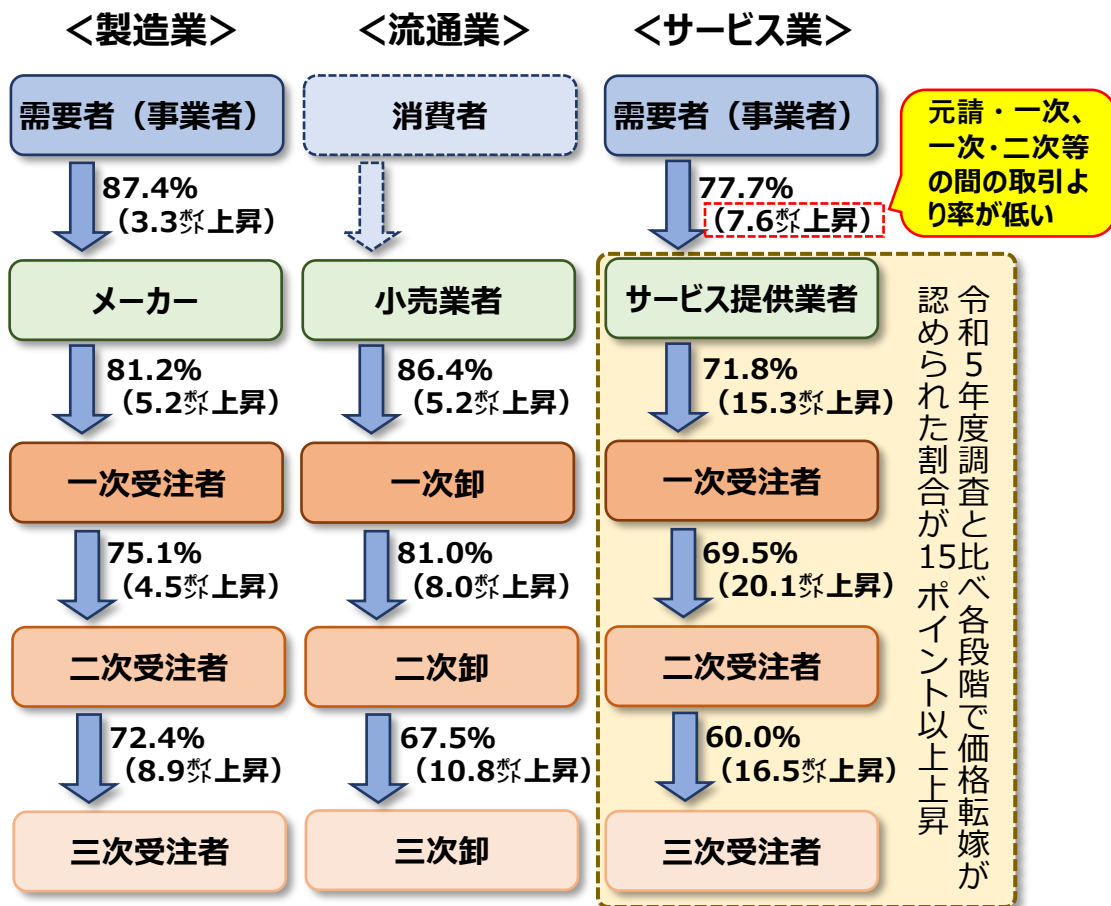 ＜製造業＞
需要者（事業者）
87.4%
（3.3㌽上昇）
メーカー
81.2%
（5.2㌽上昇）
一次受注者
75.1%
（4.5㌽上昇）
二次受注者
72.4%
（8.9㌽上昇）
三次受注者
＜流通業＞
消費者
小売業者
86.4%
（5.2㌽上昇）
一次卸
81.0%
（8.0㌽上昇）
二次卸
67.5%
（10.8㌽上昇）
三次卸
＜サービス業＞
需要者（事業者）
77.7%
（7.6㌽上昇）
元請・一次、
一次・二次等
の間の取引よ
り率が低い
サービス提供業者
71.8%
（15.3㌽上昇）
一次受注者
69.5%
（20.1㌽上昇）
二次受注者
60.0%
（16.5㌽上昇）
三次受注者
令和５年度調査と比べ各段階で価格転嫁が
認められた割合が15ポイント以上上昇